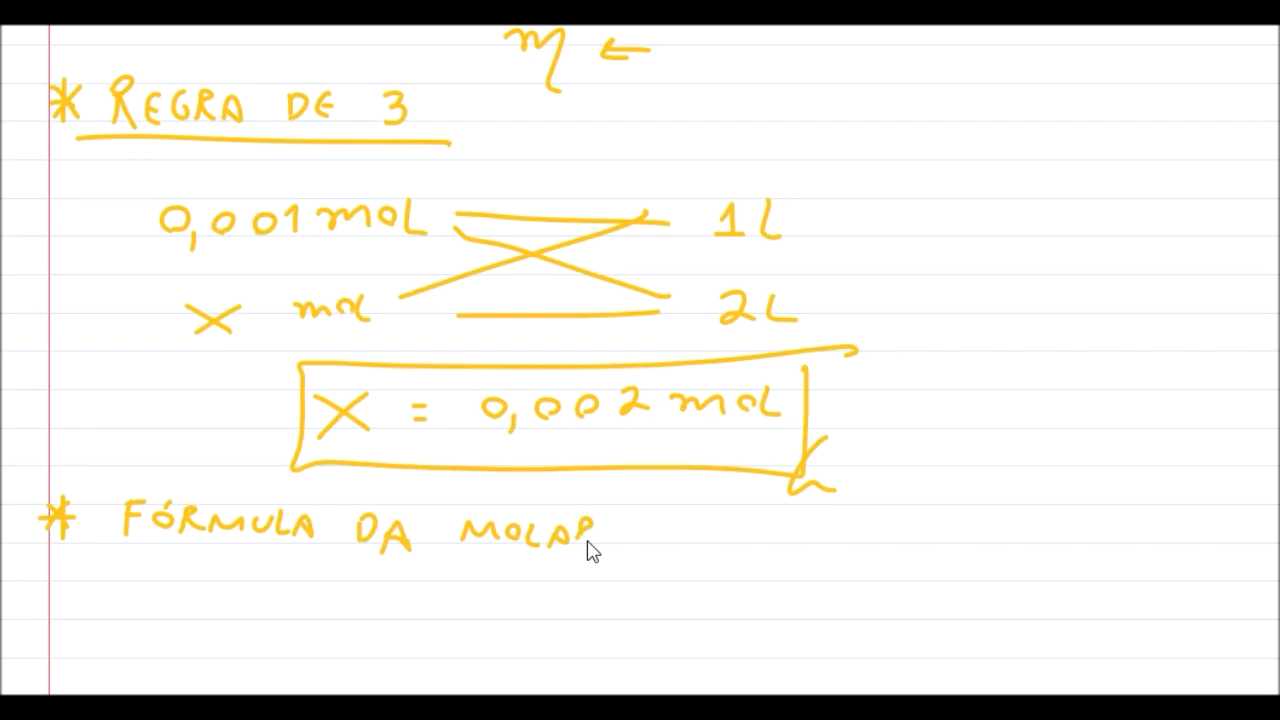 m ←
* REGRA DE 3
0,001 mol 1L
X mol 2L
X = 0,002 mol
* FÓRMULA DA MOLAR